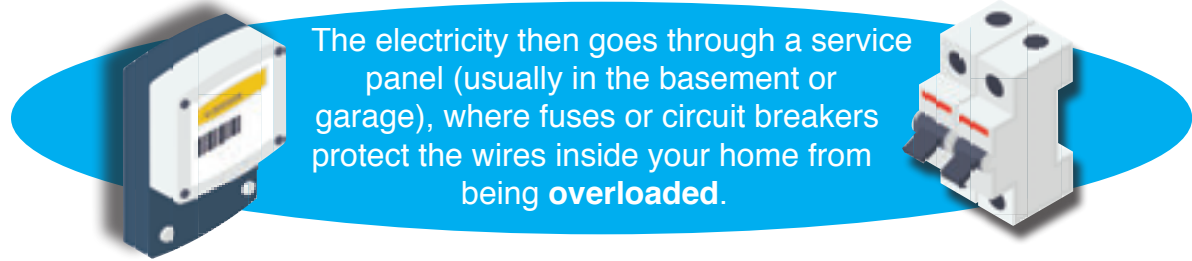 The electricity then goes through a service
panel (usually in the basement or
garage), where fuses or circuit breakers
protect the wires inside your home from
being overloaded.